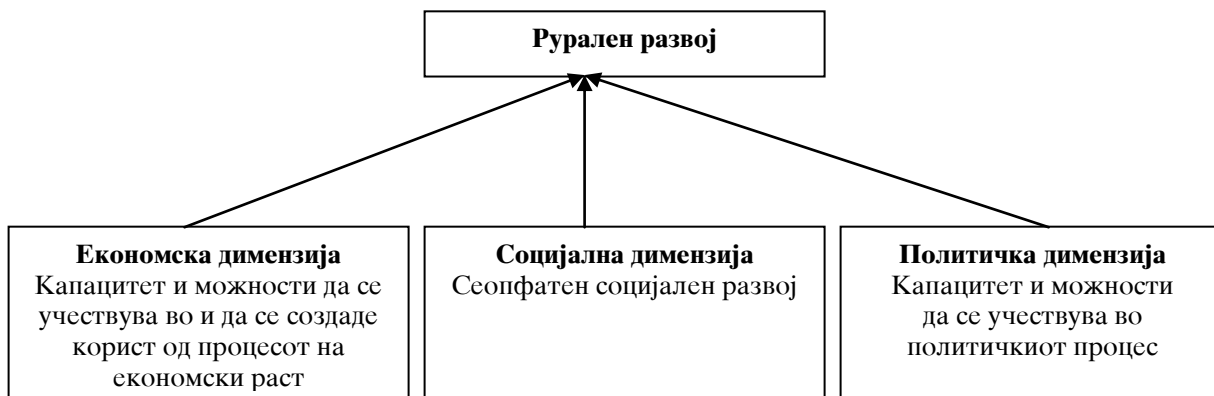 Рурален развој
Економска димензија
Капацитет и можности да се
учествува во и да се создаде
корист од процесот на
економски раст
Социјална димензија
Сеопфатен социјален развој
Политичка димензија
Капацитет и можности
да се учествува во
политичкиот процес